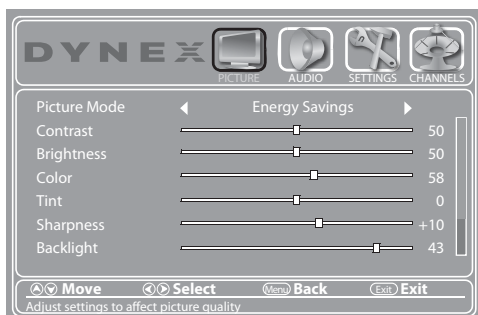 DYNEX
PICTURE AUDIO SETTINGS CHANNELS
Picture Mode Energy Savings
Contrast 50
Brightness 50
Color 58
Tint 0
Sharpness +10
Backlight 43
Move Select Menu Back Exit Exit
Adjust settings to affect picture quality